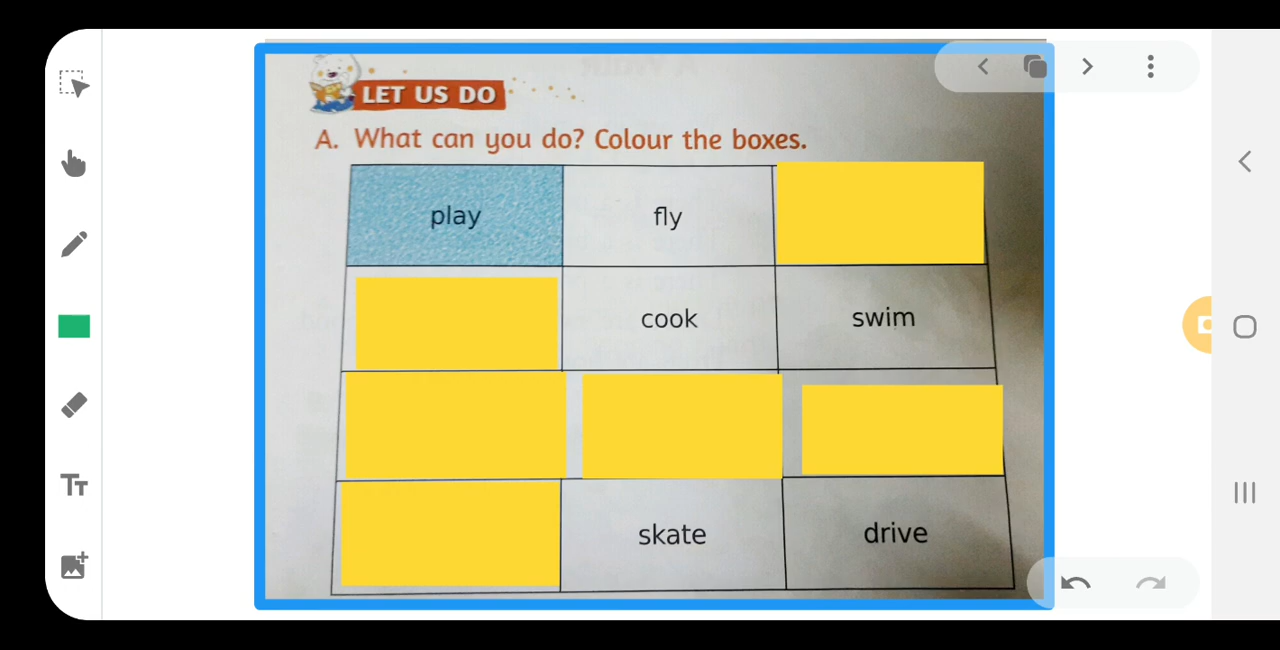 LET US DO
A. What can you do? Colour the boxes.
play fly
cook swim
skate drive